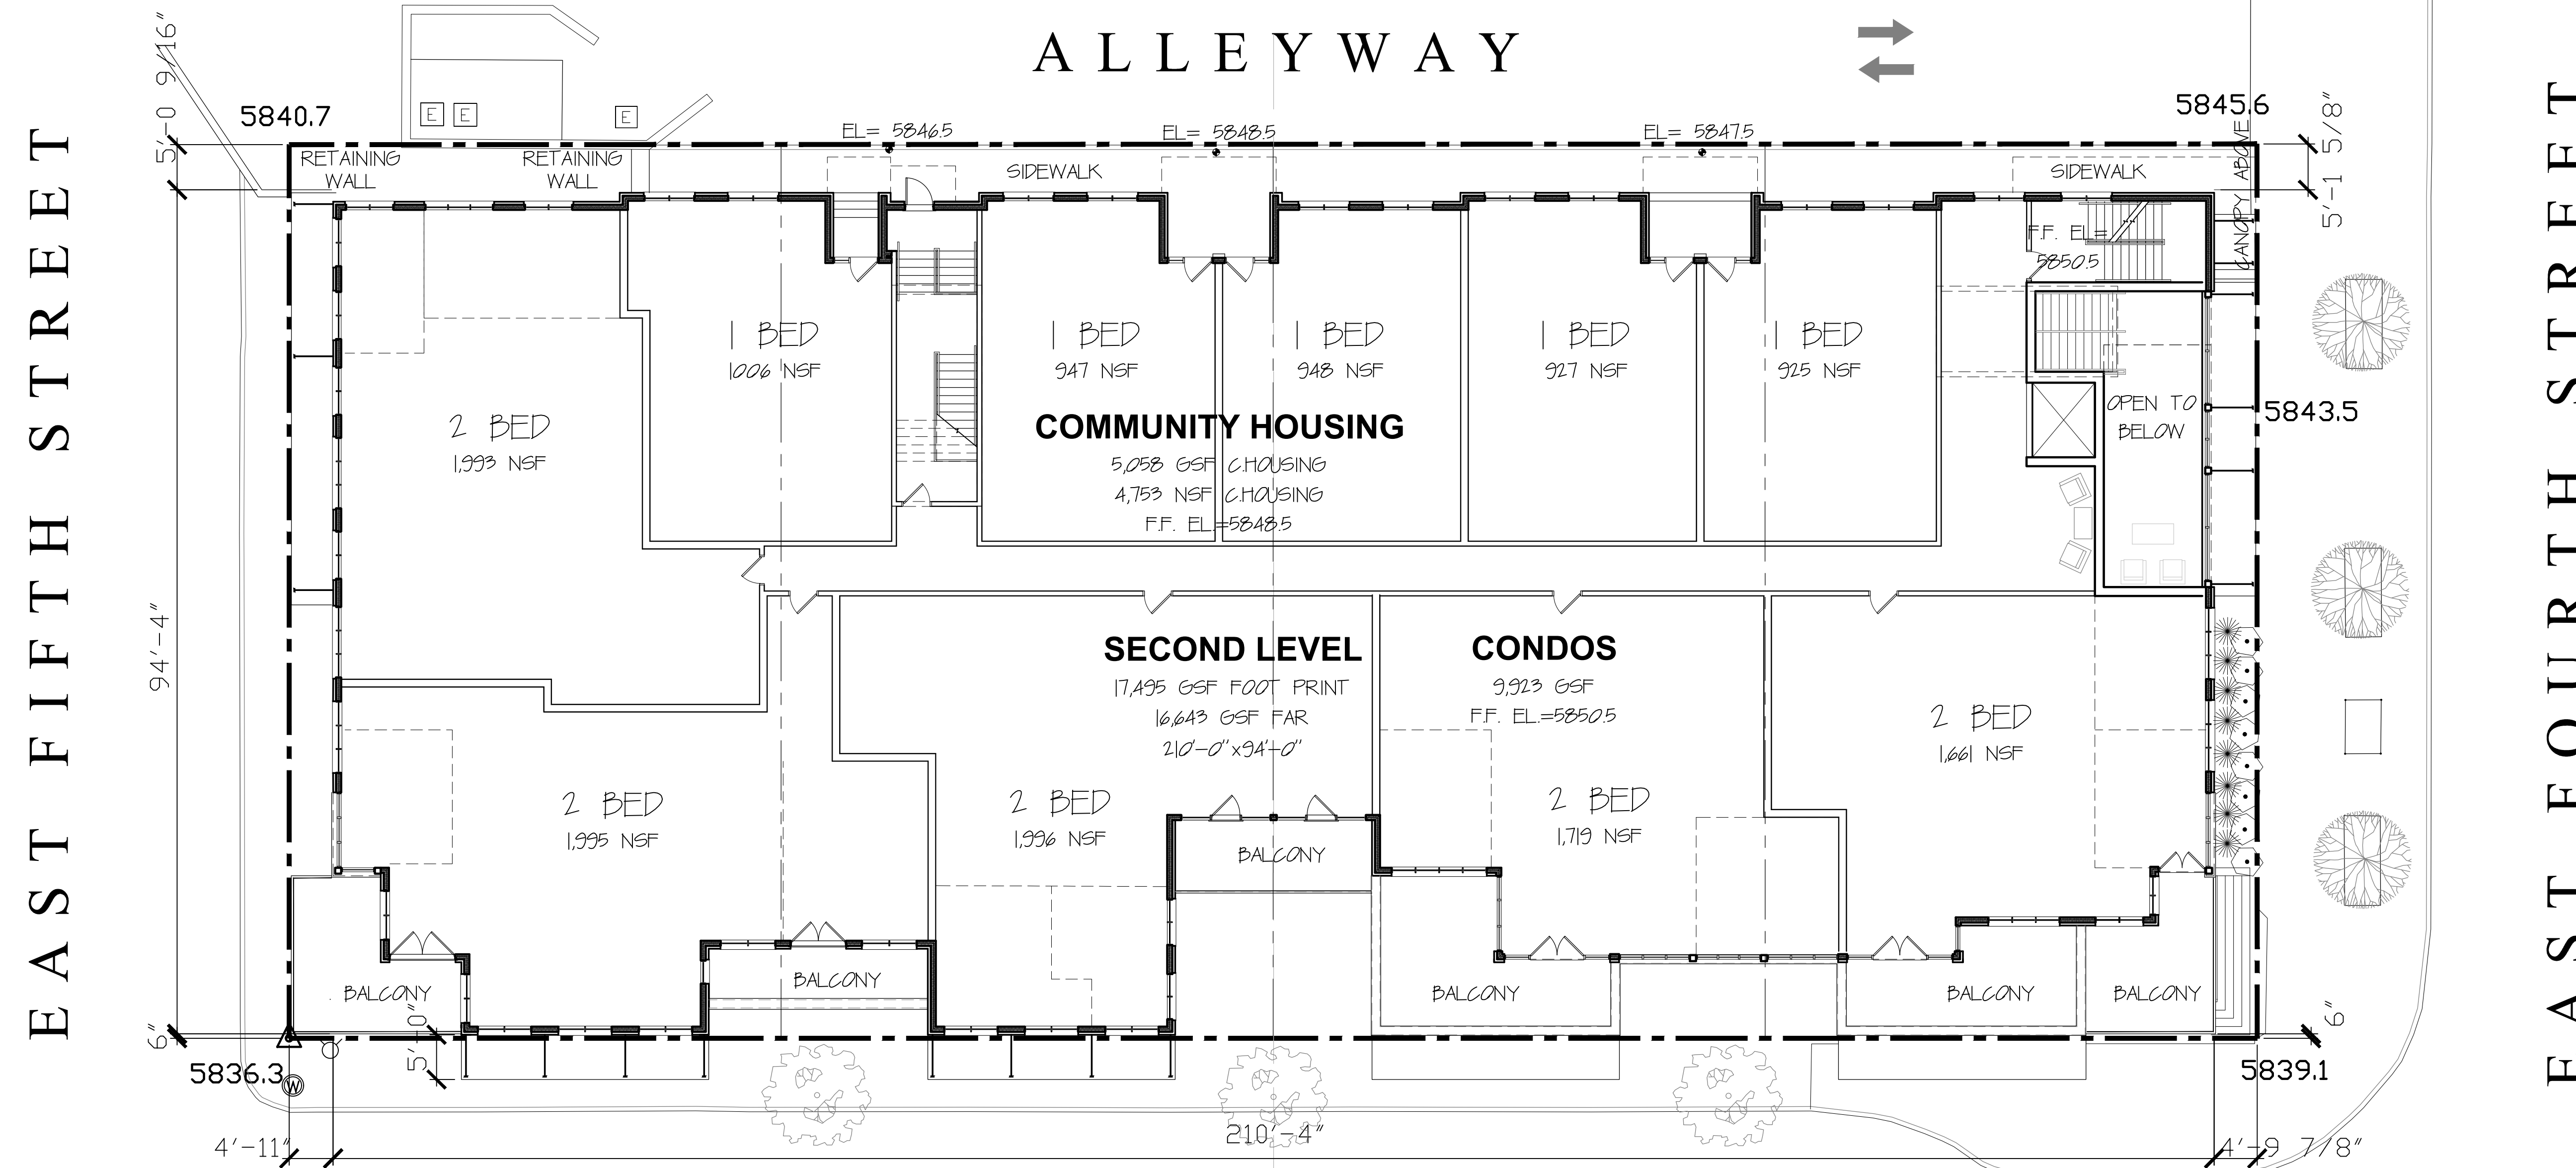 ALLEYWAY
EAST FIFTH STREET
EAST FOURTH STREET
5'-0 9/16"
5840.7
E
E
E
EL= 5846.5
EL= 5848.5
EL= 5847.5
5845.6
5'-1 5/8"
RETAINING
WALL
RETAINING
WALL
SIDEWALK
SIDEWALK
CANOPY ABOVE
F.F. EL=
5850.5
1 BED
1006 NSF
1 BED
947 NSF
1 BED
948 NSF
1 BED
927 NSF
1 BED
925 NSF
2 BED
1,993 NSF
COMMUNITY HOUSING
5,058 GSF C.HOUSING
4,753 NSF C.HOUSING
F.F. EL.=5848.5
OPEN TO
BELOW
5843.5
94'-4"
SECOND LEVEL
17,495 GSF FOOT PRINT
16,643 GSF FAR
210'-0"x94'-0"
CONDOS
9,923 GSF
F.F. EL.=5850.5
2 BED
1,661 NSF
2 BED
1,995 NSF
2 BED
1,996 NSF
2 BED
1,719 NSF
BALCONY
BALCONY
BALCONY
BALCONY
BALCONY
BALCONY
6"
5'-0"
6"
5836.3
W
5839.1
4'-11"
210'-4"
4'-9 7/8"